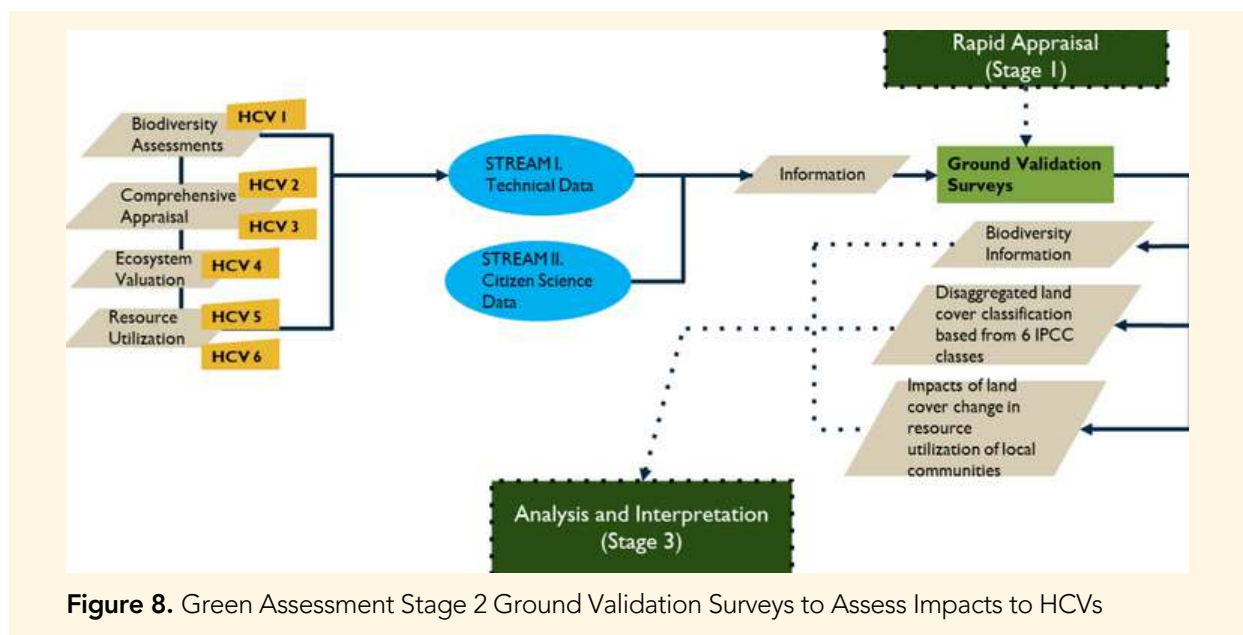 Rapid Appraisal
(Stage 1)
HCV 1
Biodiversity
Assessments
HCV 2
Comprehensive
Appraisal
HCV 3
Ecosystem
Valuation
HCV 4
Resource
Utilization
HCV 5
HCV 6
STREAM I.
Technical Data
STREAM II.
Citizen Science
Data
Information
Ground Validation
Surveys
Biodiversity
Information
Disaggregated land
cover classification
based from 6 IPCC
classes
Impacts of land
cover change in
resource
utilization of local
communities
Analysis and Interpretation
(Stage 3)
Figure 8. Green Assessment Stage 2 Ground Validation Surveys to Assess Impacts to HCVs